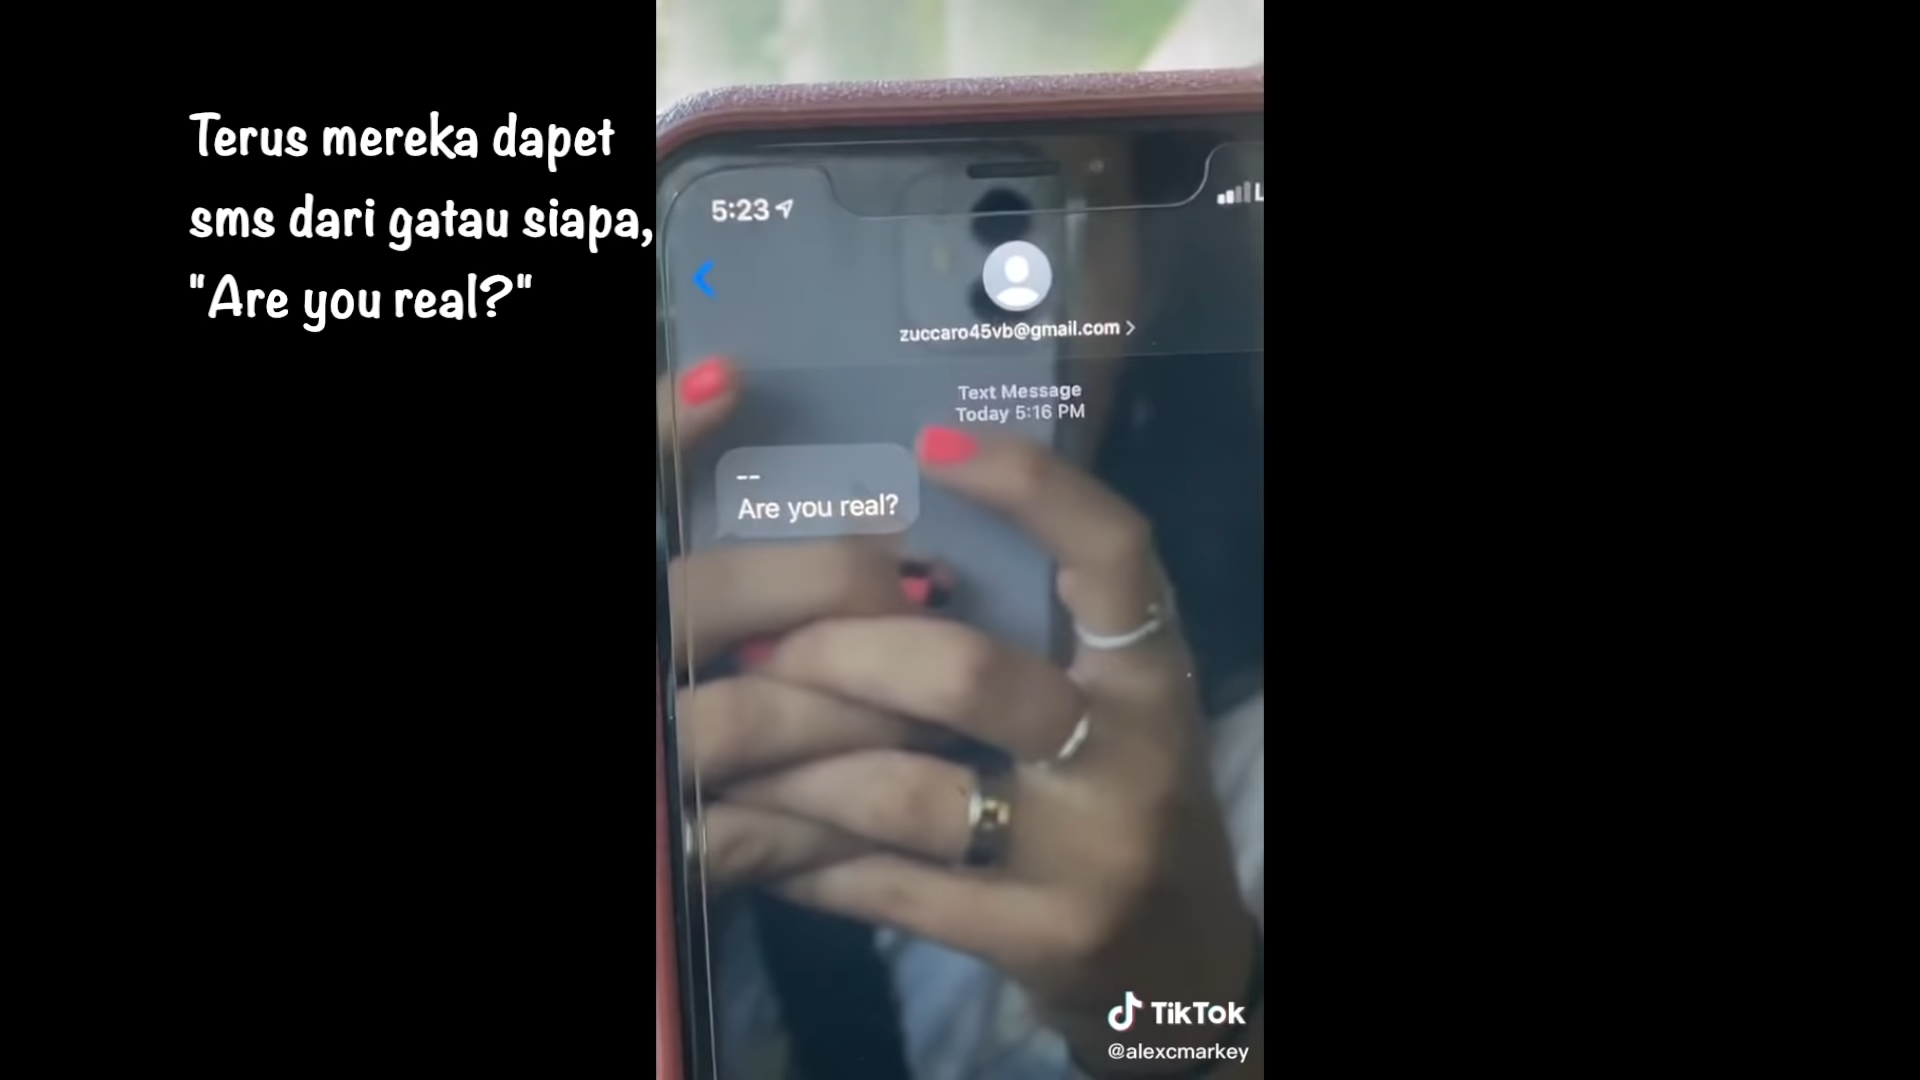 Terus mereka dapet
sms dari gatau siapa,
"Are you real?"
5:23
zuccaro45vb@gmail.com
Text Message
Today 5:16 PM
--
Are you real?
TikTok
@alexcmarkey